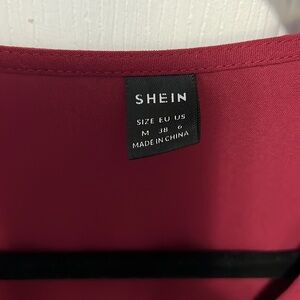 SHEIN
SIZE EU US
M 38 6
MADE IN CHINA